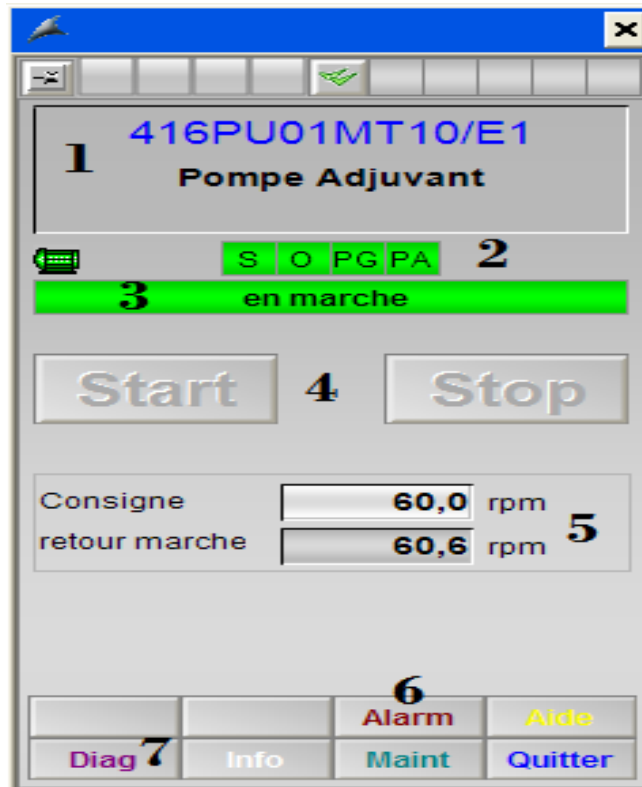 416PU01MT10/E1
1
Pompe Adjuvant
S O PG PA 2
3 en marche
Start 4 Stop
Consigne 60,0 rpm
5
retour marche 60,6 rpm
6
Alarm Aide
Diag 7 Info Maint Quitter